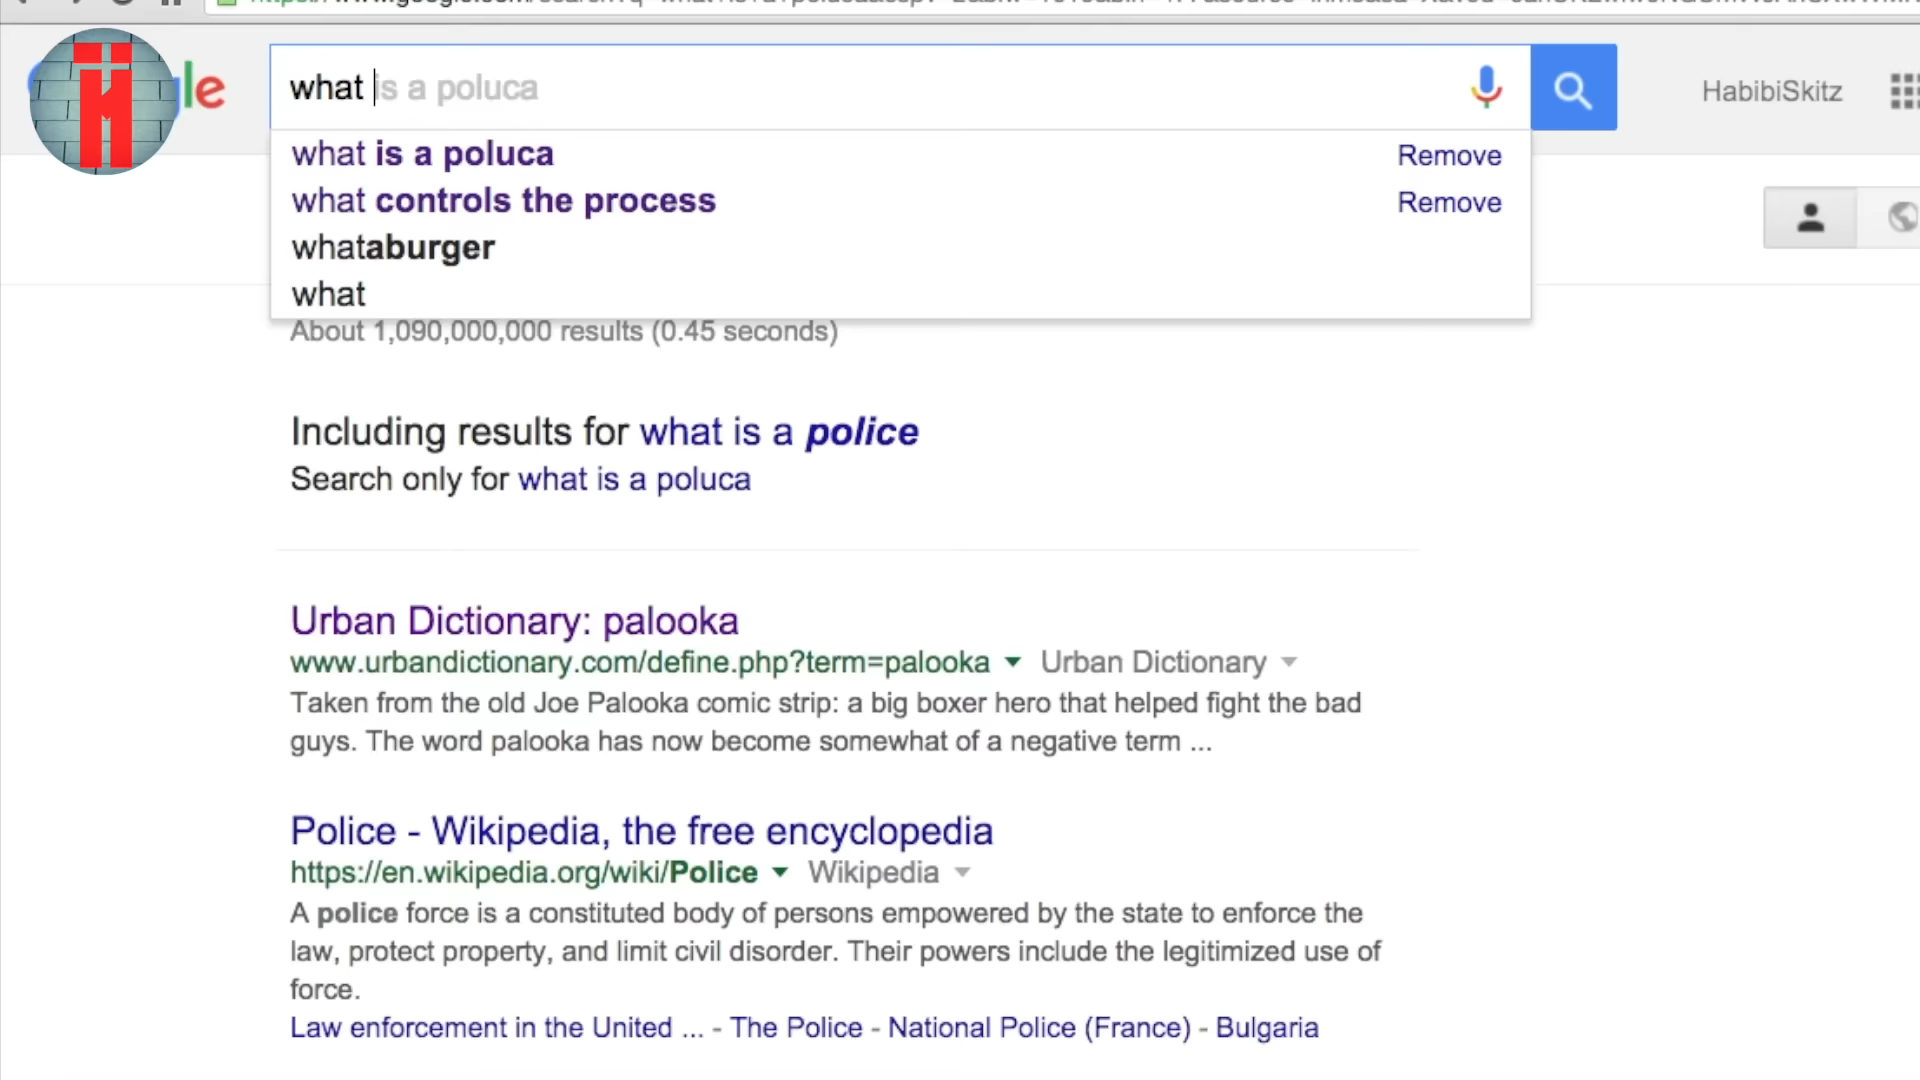 le
what is a poluca
HabibiSkitz
what is a poluca Remove
what controls the process Remove
whataburger
what
About 1,090,000,000 results (0.45 seconds)
Including results for what is a police
Search only for what is a poluca
Urban Dictionary: palooka
www.urbandictionary.com/define.php?term=palooka Urban Dictionary
Taken from the old Joe Palooka comic strip: a big boxer hero that helped fight the bad
guys. The word palooka has now become somewhat of a negative term ...
Police - Wikipedia, the free encyclopedia
https://en.wikipedia.org/wiki/Police Wikipedia
A police force is a constituted body of persons empowered by the state to enforce the
law, protect property, and limit civil disorder. Their powers include the legitimized use of
force.
Law enforcement in the United ... - The Police - National Police (France) - Bulgaria